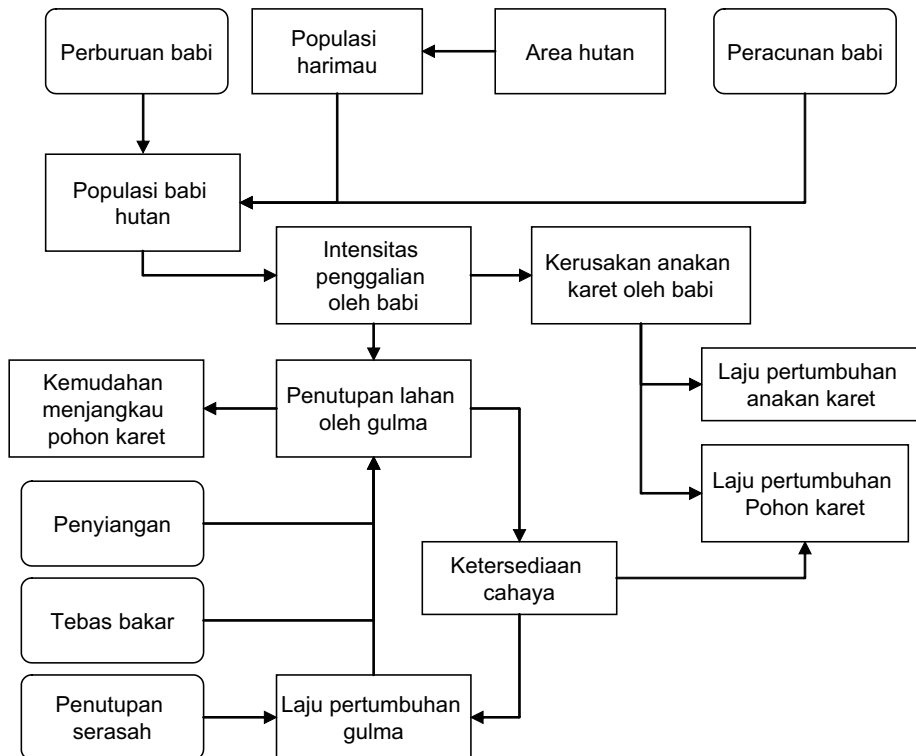 Perburuan babi
Populasi
harimau
Area hutan
Peracunan babi
Populasi babi
hutan
Intensitas
penggalian
oleh babi
Kerusakan anakan
karet oleh babi
Kemudahan
menjangkau
pohon karet
Penutupan lahan
oleh gulma
Laju pertumbuhan
anakan karet
Laju pertumbuhan
Pohon karet
Penyiangan
Ketersediaan
cahaya
Tebas bakar
Penutupan
serasah
Laju pertumbuhan
gulma